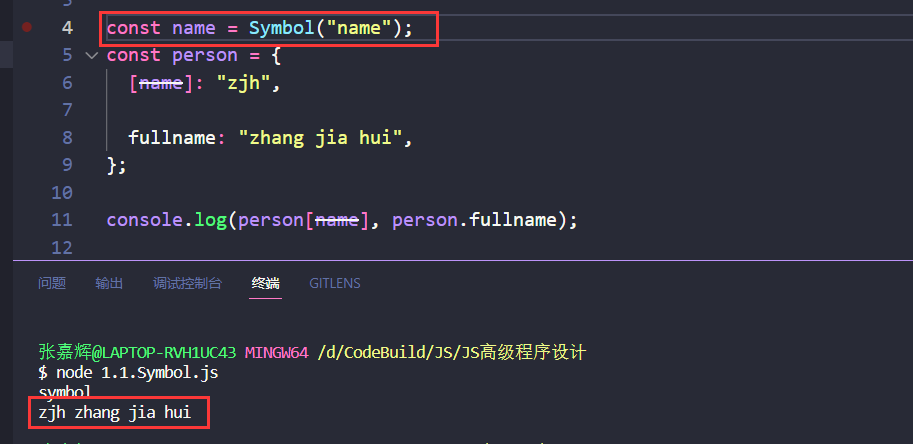 4 const name = Symbol("name");
5 const person = {
6 [name]: "zjh",
7
8 fullname: "zhang jia hui",
9 };
10
11 console.log(person[name], person.fullname);
12
问题 输出 调试控制台 终端 GITLENS
张嘉辉@LAPTOP-RVH1UC43 MINGW64 /d/CodeBuild/JS/JS高级程序设计
$ node 1.1.Symbol.js
symbol
zjh zhang jia hui